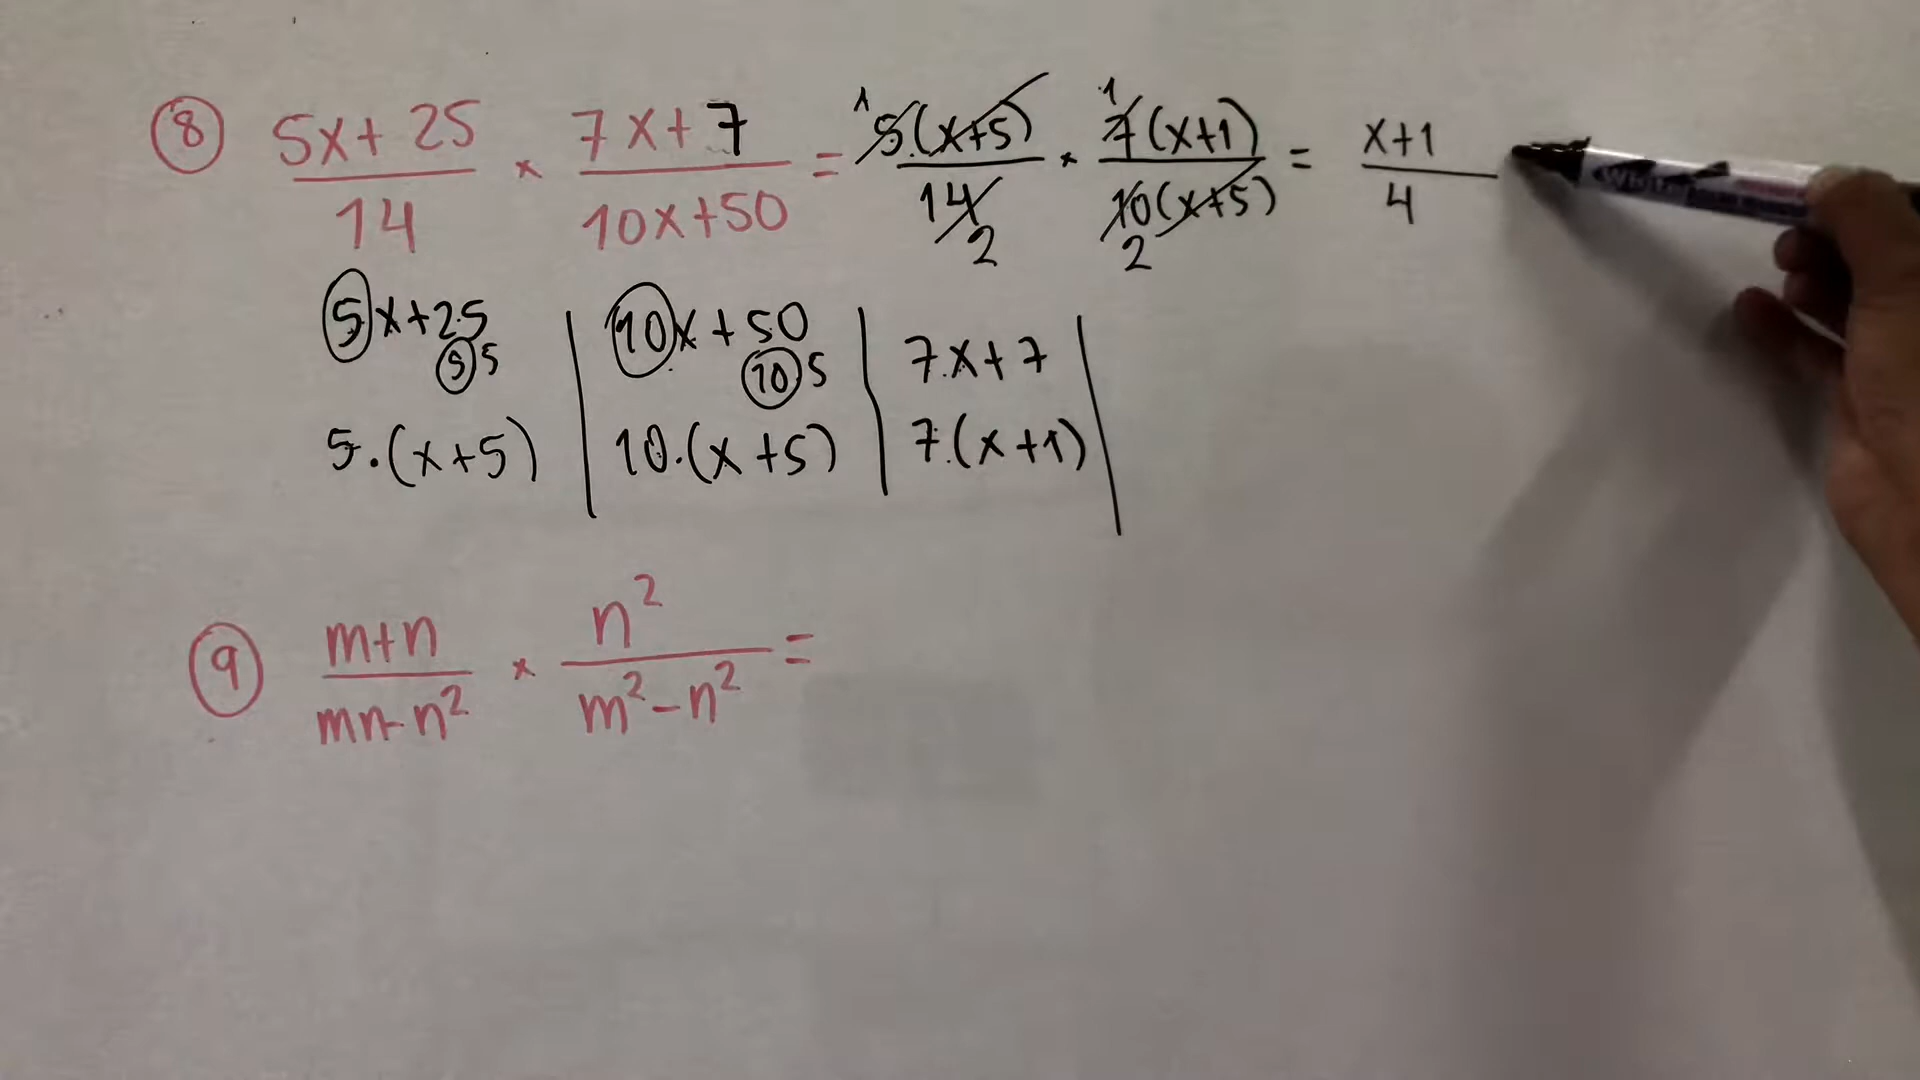 ⑧ 5x+25/14 × 7x+7/10x+50 = 5.(x+5)/14 · 7(x+1)/10(x+5) = x+1/4
1 1
2 2
5x+25 | 10x+50 | 7x+7
5 5 | 10 5
5.(x+5) | 10.(x+5) | 7.(x+1)
⑨ m+n/mn-n² × n²/m²-n² =
White